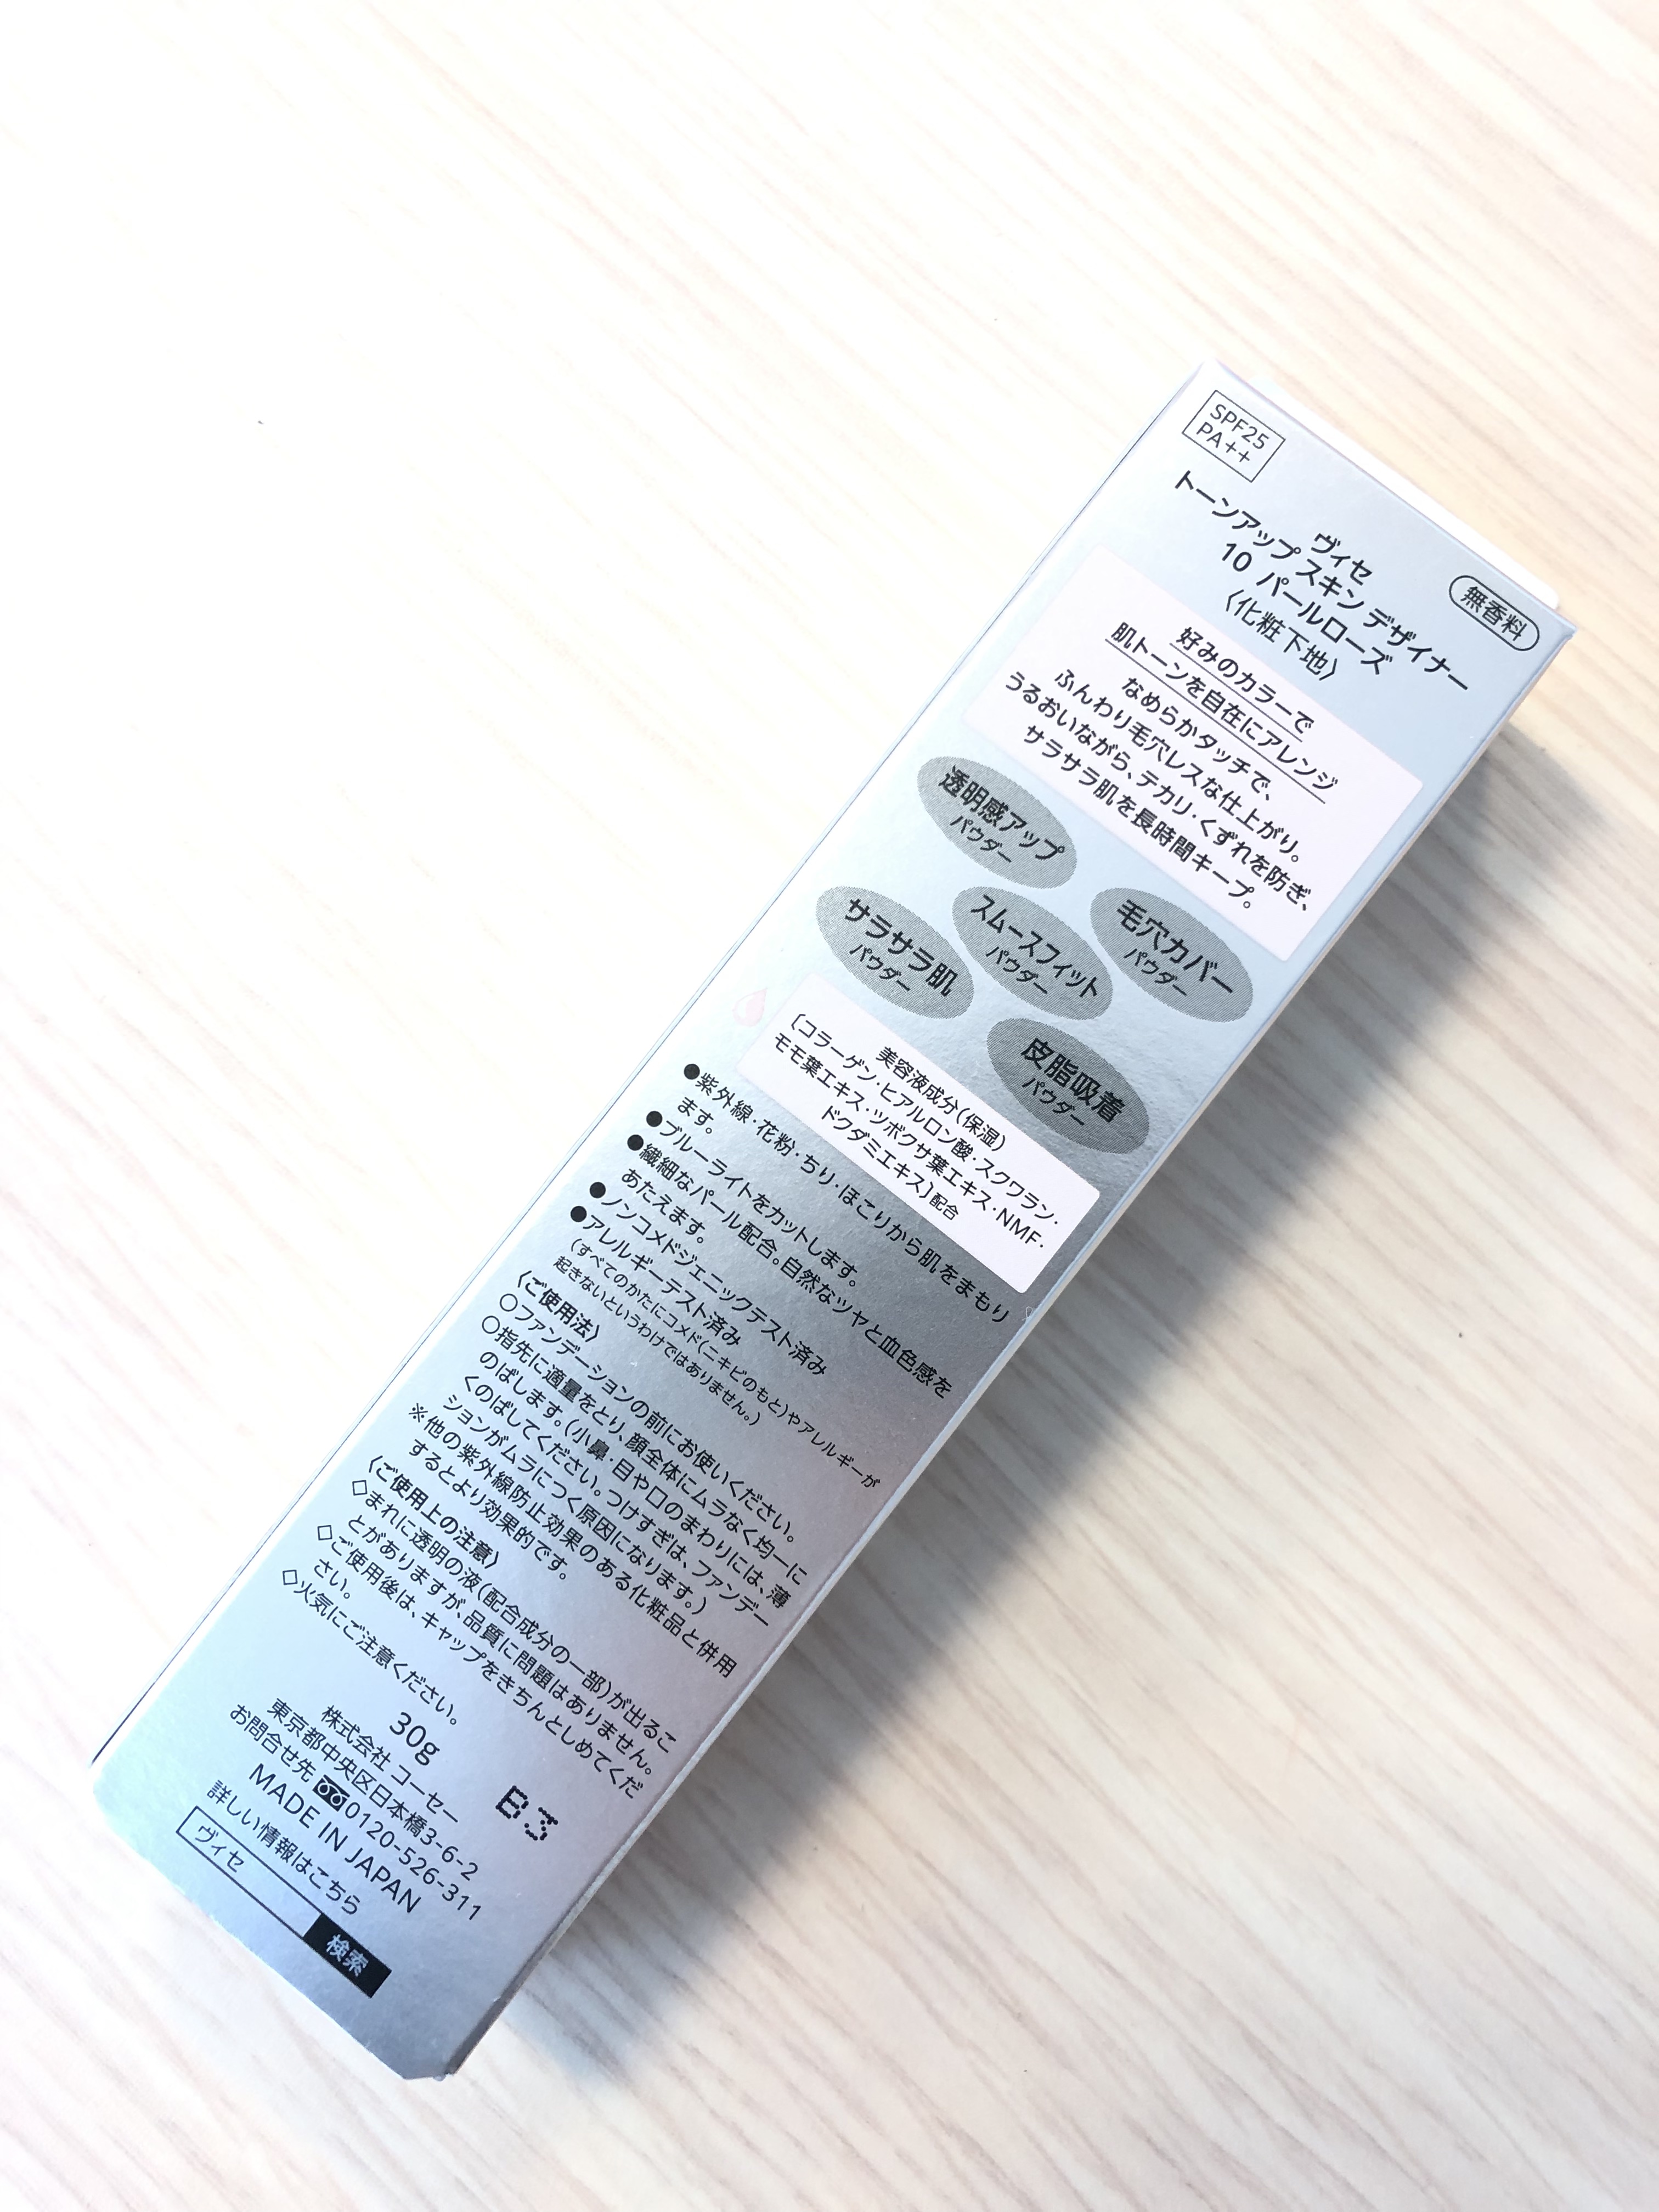 SPF25
PA++
ヴィセ
トーンアップ スキン デザイナー
10 パールローズ
〈化粧下地〉
無香料
好みのカラーで
肌トーンを自在にアレンジ
なめらかタッチで、
ふんわり毛穴レスな仕上がり。
うるおいながら、テカリ・くずれを防ぎ、
サラサラ肌を長時間キープ。
透明感アップ
パウダー
毛穴カバー
パウダー
スムースフィット
パウダー
サラサラ肌
パウダー
皮脂吸着
パウダー
美容液成分(保湿)
〔コラーゲン・ヒアルロン酸・スクワラン・
モモ葉エキス・ツボクサ葉エキス・NMF・
ドクダミエキス〕配合
●紫外線・花粉・ちり・ほこりから肌をまもり
ます。
●ブルーライトをカットします。
●繊細なパール配合。自然なツヤと血色感を
あたえます。
●ノンコメドジェニックテスト済み
●アレルギーテスト済み
(すべてのかたにコメド(ニキビのもと)やアレルギーが
起きないというわけではありません。)
〈ご使用法〉
○ファンデーションの前にお使いください。
○指先に適量をとり、顔全体にムラなく均一に
のばします。(小鼻・目や口のまわりには、薄
くのばしてください。つけすぎは、ファンデー
ションがムラにつく原因になります。)
※他の紫外線防止効果のある化粧品と併用
するとより効果的です。
〈ご使用上の注意〉
◇まれに透明の液(配合成分の一部)が出るこ
とがありますが、品質に問題はありません。
◇ご使用後は、キャップをきちんとしめてくだ
さい。
◇火気にご注意ください。
30g
B3
株式会社 コーセー
東京都中央区日本橋3-6-2
お問合せ先 0120-526-311
MADE IN JAPAN
詳しい情報はこちら
ヴィセ 検索